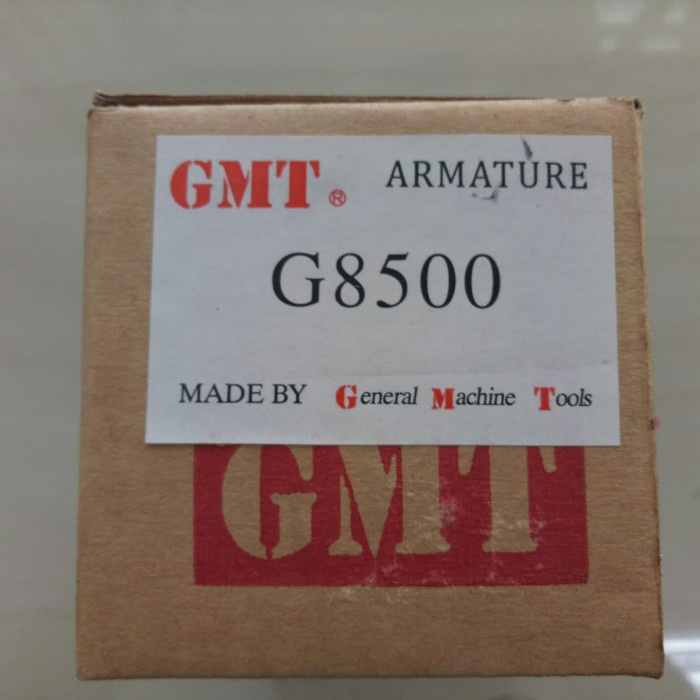 GMT ® ARMATURE
G8500
MADE BY General Machine Tools
GMT